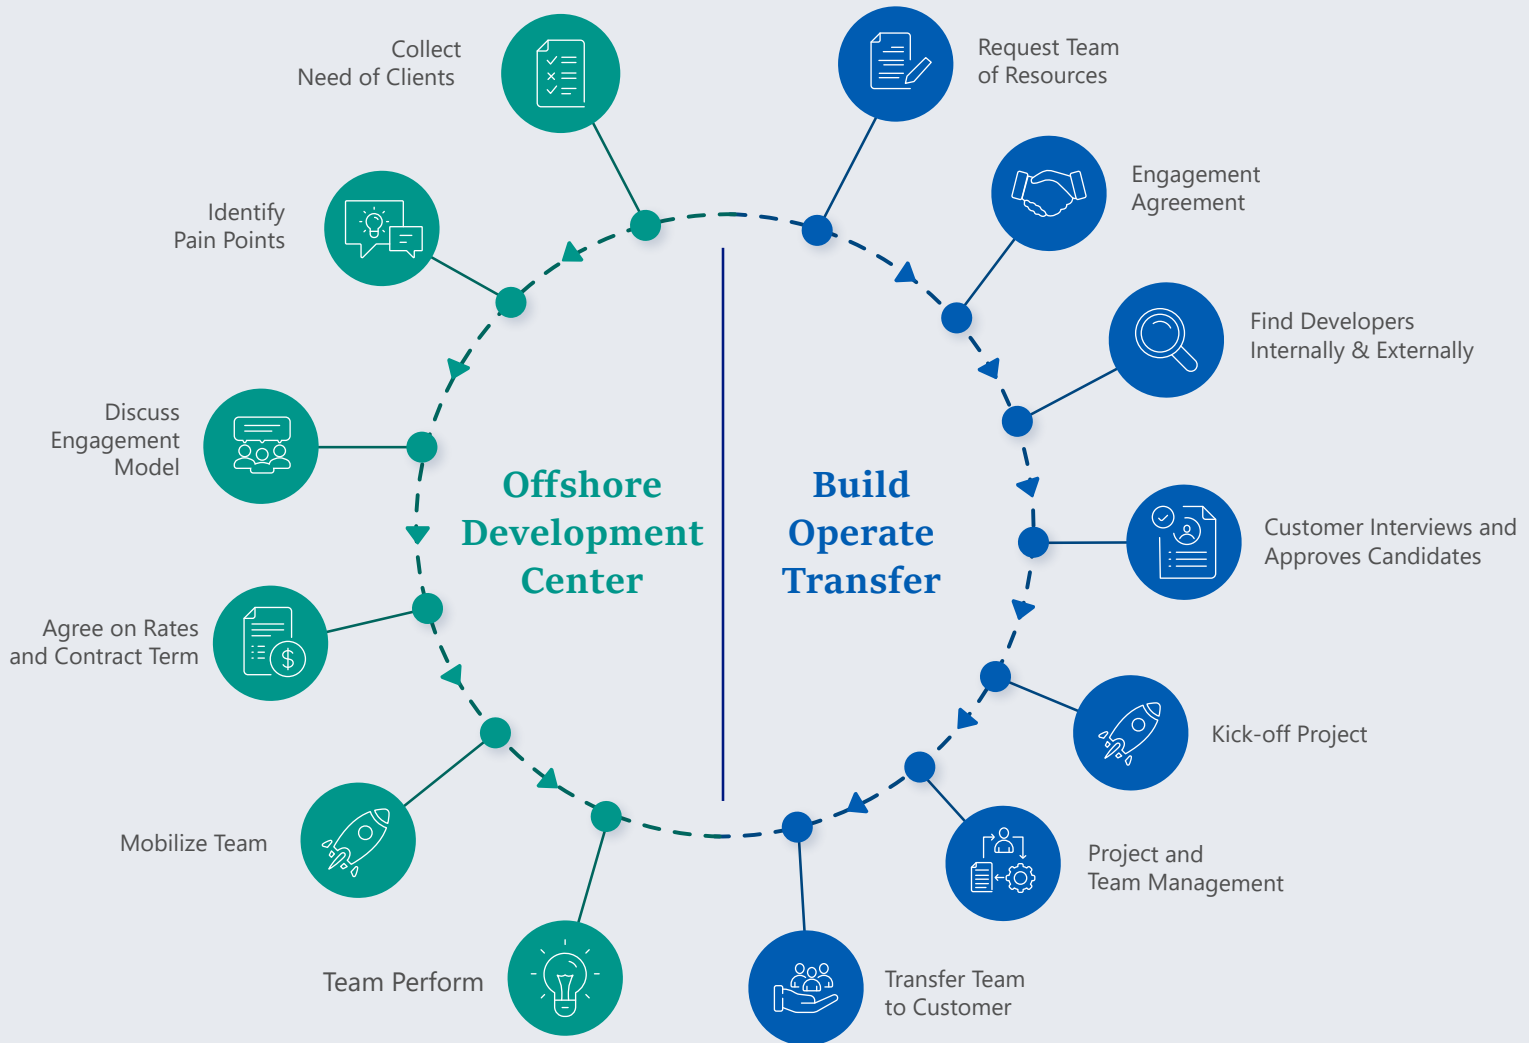 Collect
Need of Clients
Identify
Pain Points
Discuss
Engagement
Model
Agree on Rates
and Contract Term
$
Mobilize Team
Team Perform
Offshore
Development
Center
Build
Operate
Transfer
Request Team
of Resources
Engagement
Agreement
Find Developers
Internally & Externally
Customer Interviews and
Approves Candidates
Kick-off Project
Project and
Team Management
Transfer Team
to Customer